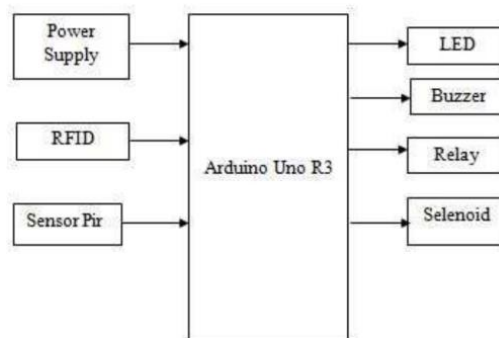 Power
Supply
RFID
Sensor Pir
Arduino Uno R3
LED
Buzzer
Relay
Selenoid